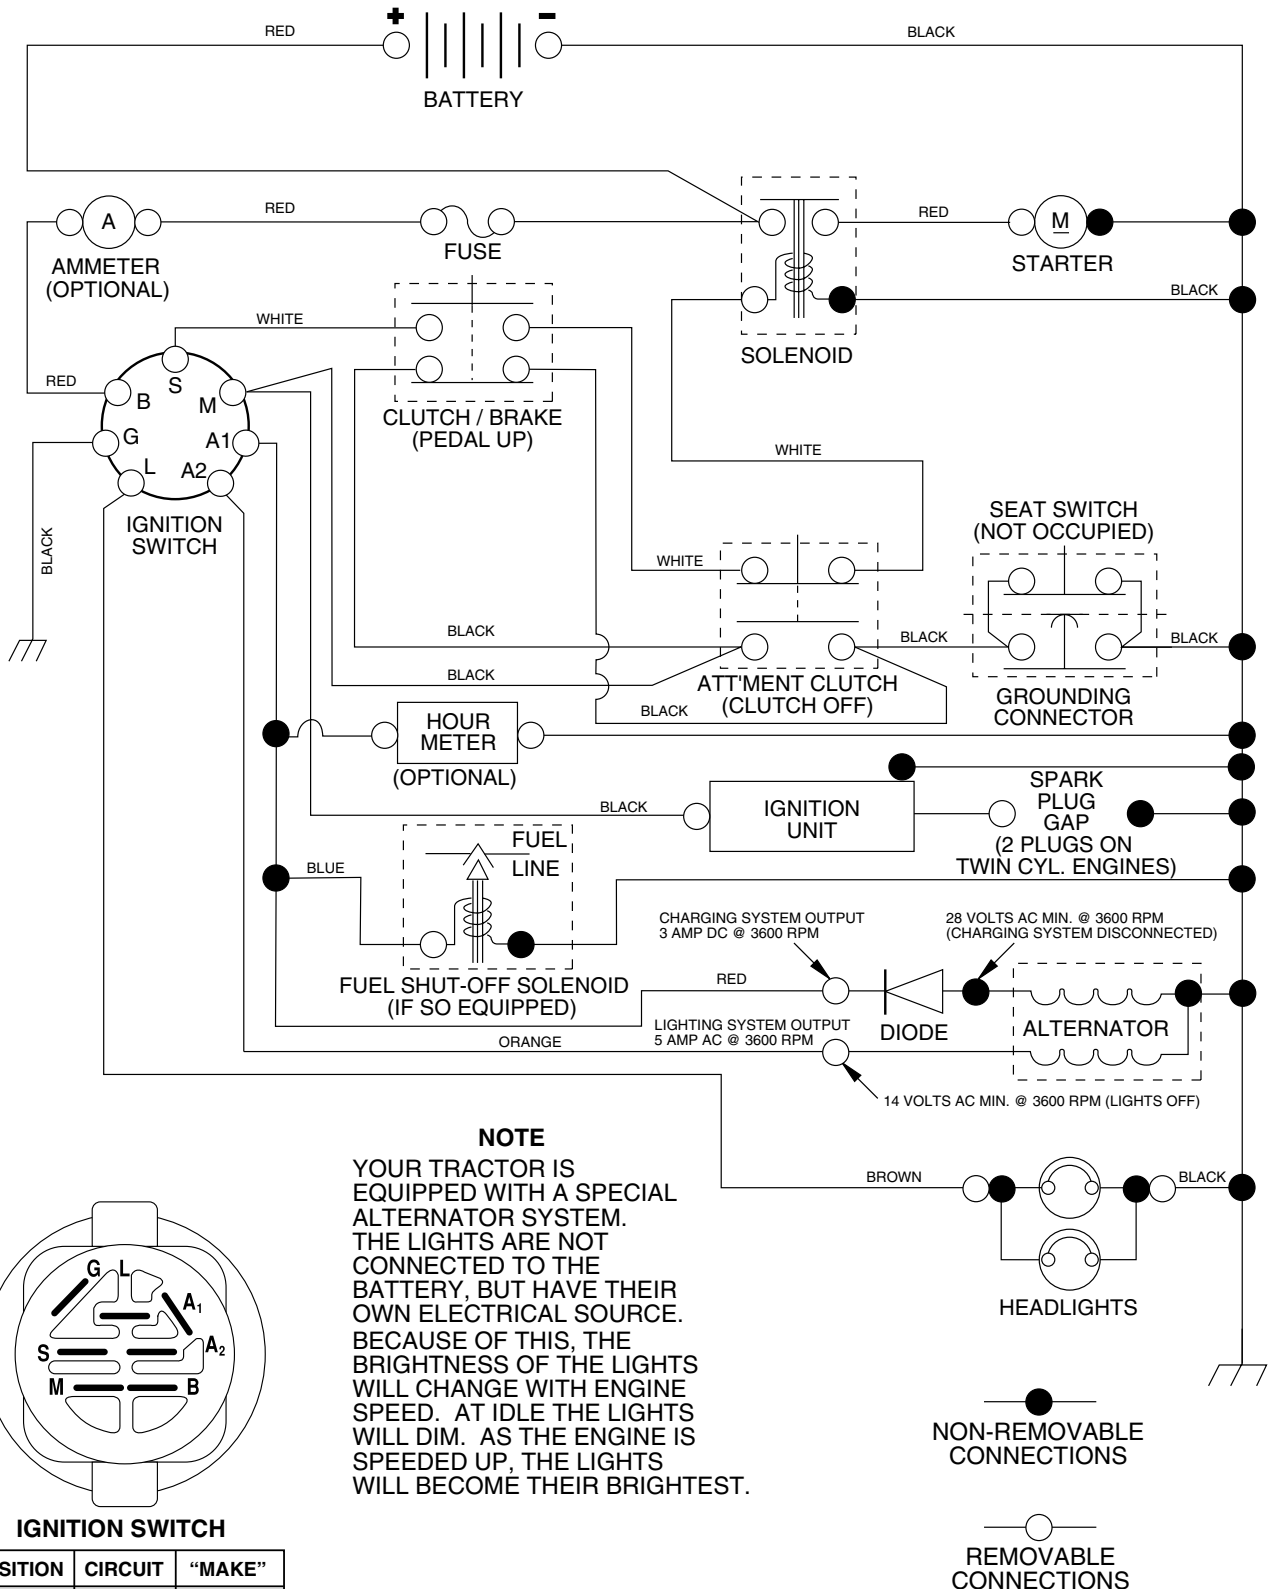 +
-
RED
BLACK
BATTERY
A
RED
FUSE
RED
M
AMMETER
(OPTIONAL)
STARTER
BLACK
WHITE
SOLENOID
RED
S
B
M
G
A1
L
A2
CLUTCH / BRAKE
(PEDAL UP)
WHITE
IGNITION
SWITCH
BLACK
SEAT SWITCH
(NOT OCCUPIED)
WHITE
BLACK
BLACK
BLACK
BLACK
ATT'MENT CLUTCH
(CLUTCH OFF)
GROUNDING
CONNECTOR
BLACK
HOUR
METER
(OPTIONAL)
BLACK
IGNITION
UNIT
SPARK
PLUG
GAP
(2 PLUGS ON
TWIN CYL. ENGINES)
FUEL
LINE
BLUE
CHARGING SYSTEM OUTPUT
3 AMP DC @ 3600 RPM
28 VOLTS AC MIN. @ 3600 RPM
(CHARGING SYSTEM DISCONNECTED)
FUEL SHUT-OFF SOLENOID
(IF SO EQUIPPED)
RED
DIODE
ALTERNATOR
LIGHTING SYSTEM OUTPUT
5 AMP AC @ 3600 RPM
ORANGE
14 VOLTS AC MIN. @ 3600 RPM (LIGHTS OFF)
NOTE
YOUR TRACTOR IS
EQUIPPED WITH A SPECIAL
ALTERNATOR SYSTEM.
THE LIGHTS ARE NOT
CONNECTED TO THE
BATTERY, BUT HAVE THEIR
OWN ELECTRICAL SOURCE.
BECAUSE OF THIS, THE
BRIGHTNESS OF THE LIGHTS
WILL CHANGE WITH ENGINE
SPEED. AT IDLE THE LIGHTS
WILL DIM. AS THE ENGINE IS
SPEEDED UP, THE LIGHTS
WILL BECOME THEIR BRIGHTEST.
BROWN
BLACK
HEADLIGHTS
G L
A1
S
A2
M
B
IGNITION SWITCH
SITION CIRCUIT “MAKE”
NON-REMOVABLE
CONNECTIONS
REMOVABLE
CONNECTIONS